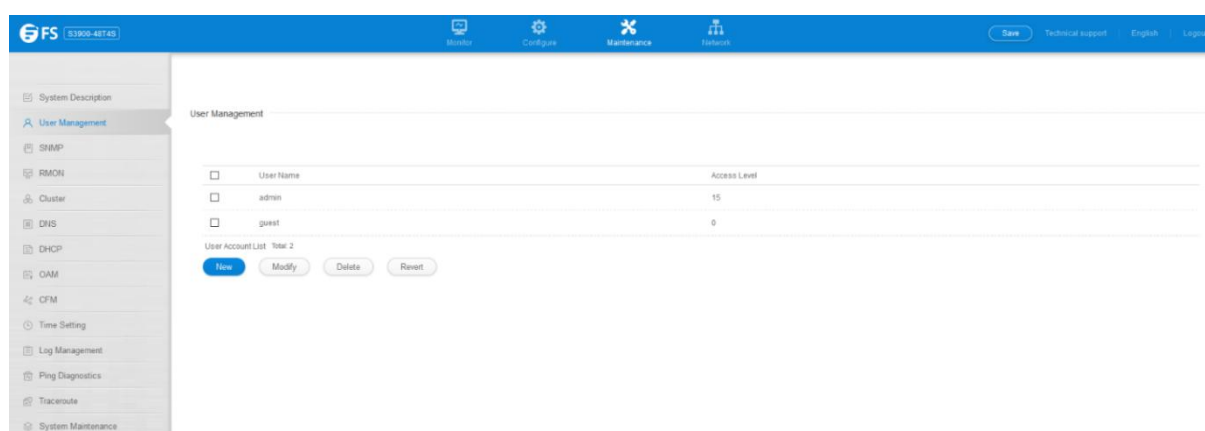 FS S3900-48T4S
Monitor Configure Maintenance Network
Save Technical support English Logou
System Description
User Management
SNMP
RMON
Cluster
DNS
DHCP
OAM
CFM
Time Setting
Log Management
Ping Diagnostics
Traceroute
System Maintenance
User Management
User Name Access Level
admin 15
guest 0
User Account List Total: 2
New Modify Delete Revert